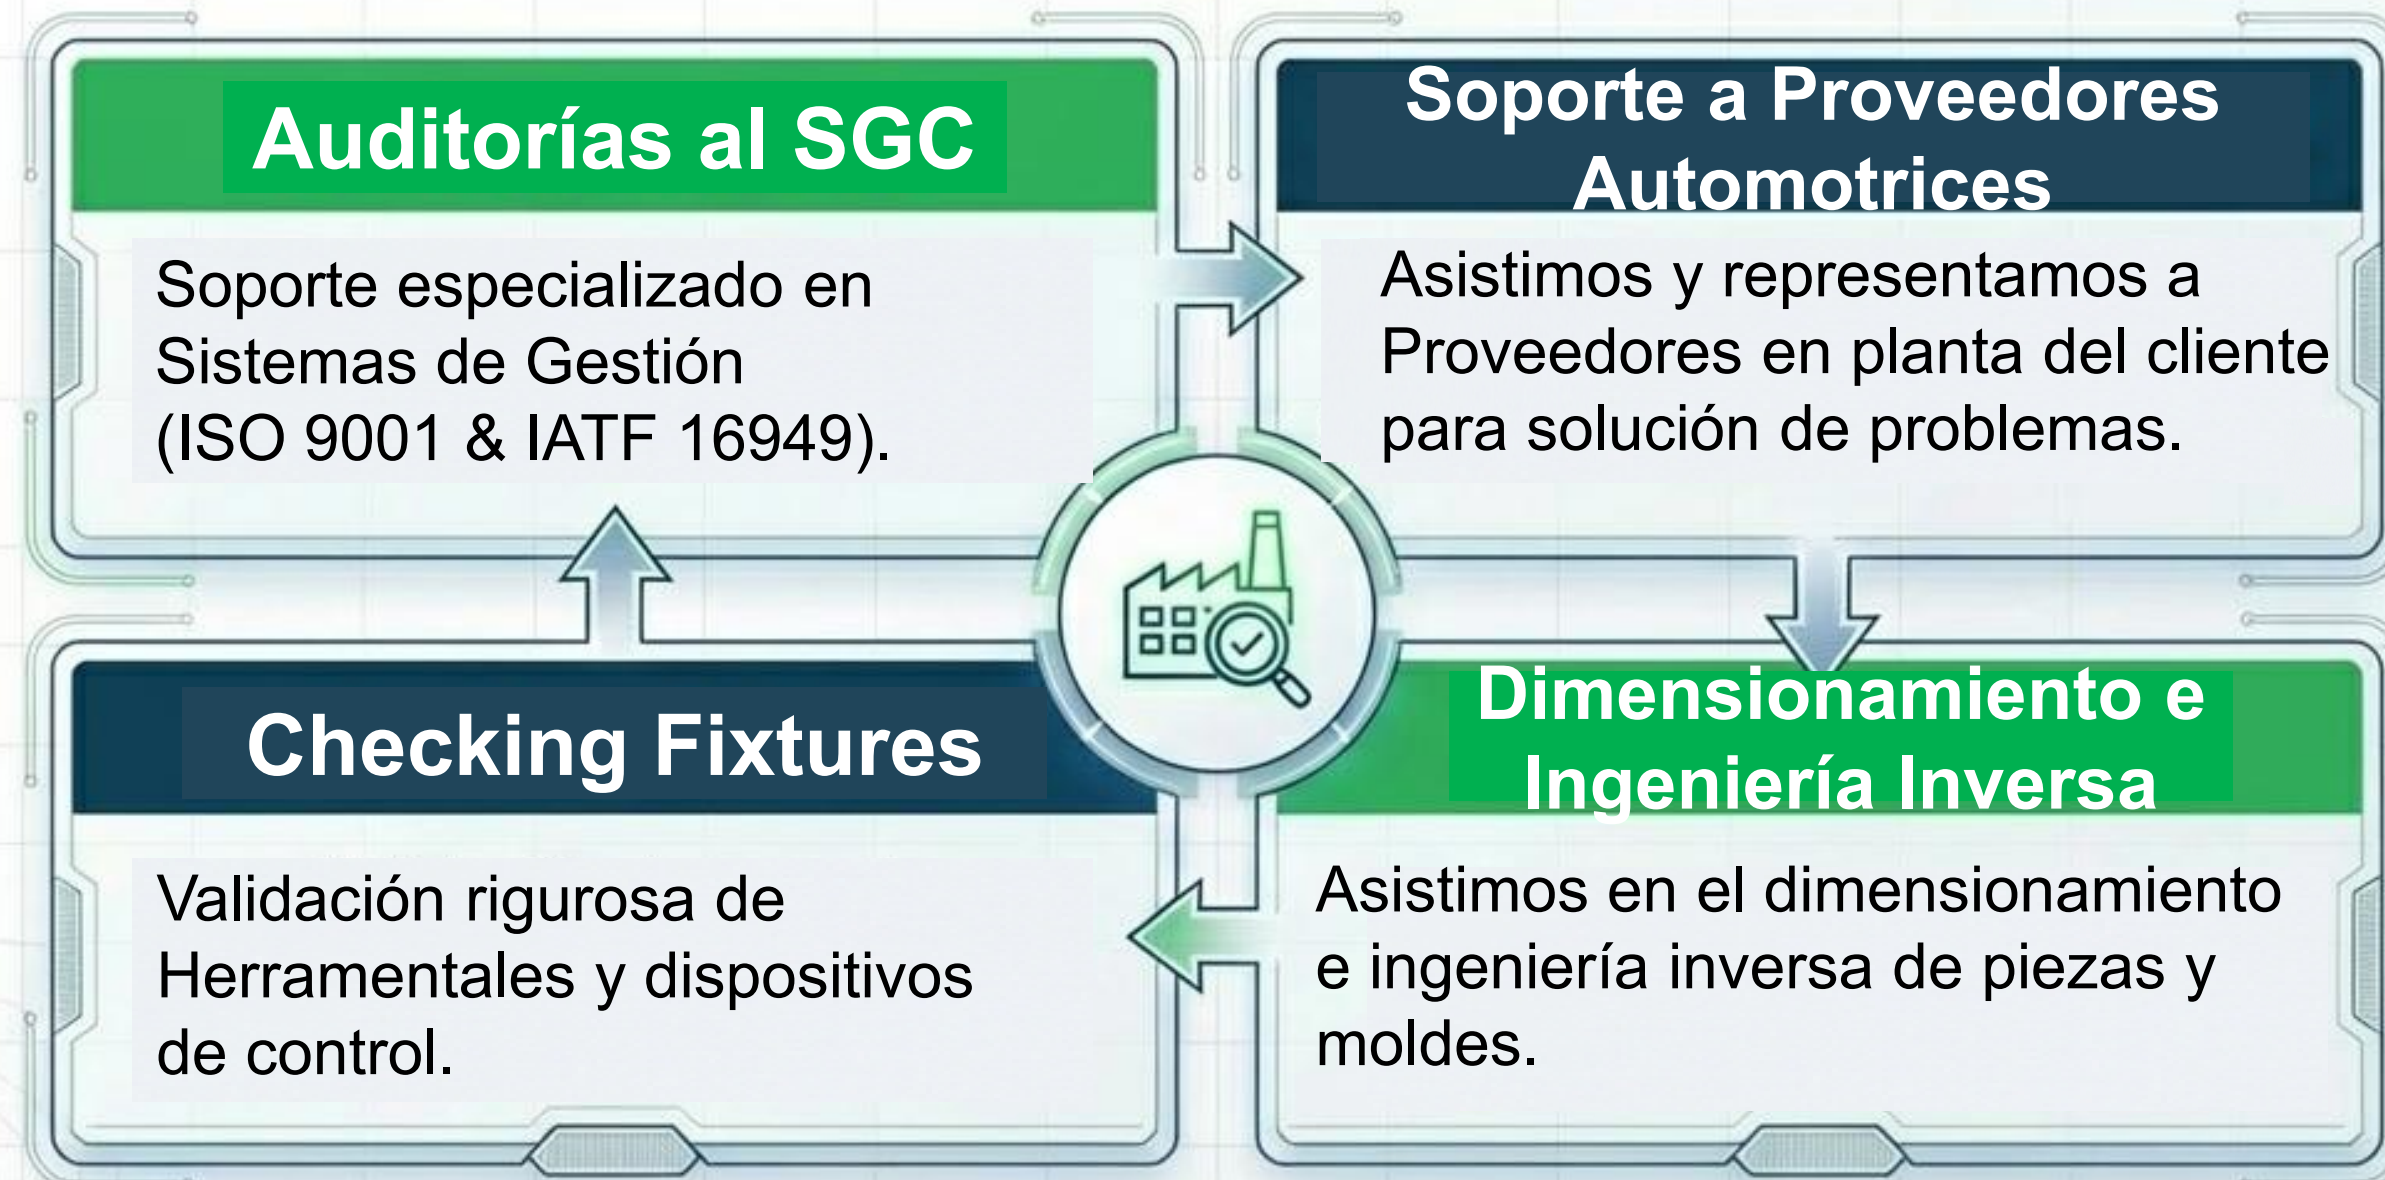 Auditorías al SGC
Soporte especializado en
Sistemas de Gestión
(ISO 9001 & IATF 16949).
Soporte a Proveedores
Automotrices
Asistimos y representamos a
Proveedores en planta del cliente
para solución de problemas.
Checking Fixtures
Validación rigurosa de
Herramentales y dispositivos
de control.
Dimensionamiento e
Ingeniería Inversa
Asistimos en el dimensionamiento
e ingeniería inversa de piezas y
moldes.